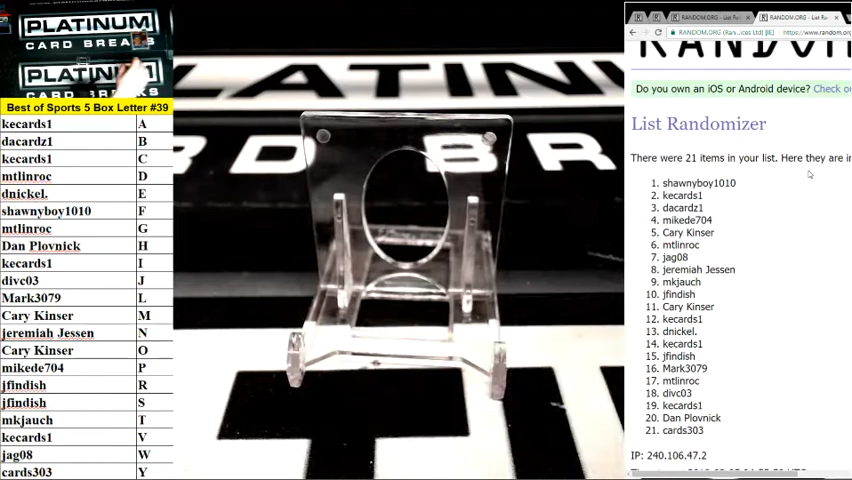 PLATINUM
CARD BREAKS
PLATINUM
CARD BREAKS
Best of Sports 5 Box Letter #39
kecards1 A
dacardz1 B
kecards1 C
mtlinroc D
dnickel. E
shawnyboy1010 F
mtlinroc G
Dan Plovnick H
kecards1 I
divc03 J
Mark3079 L
Cary Kinser M
jeremiah Jessen N
Cary Kinser O
mikede704 P
jfindish R
jfindish S
mkjauch T
kecards1 V
jag08 W
cards303 Y
PLATINUM
RD BR
RANDOM.ORG - List Ra
RANDOM.ORG - List Ra
RANDOM.ORG (Ran...ices Ltd) [IE]
https://www.random.org
RANDOM
Do you own an iOS or Android device? Check ou
List Randomizer
There were 21 items in your list. Here they are in
1. shawnyboy1010
2. kecards1
3. dacardz1
4. mikede704
5. Cary Kinser
6. mtlinroc
7. jag08
8. jeremiah Jessen
9. mkjauch
10. jfindish
11. Cary Kinser
12. kecards1
13. dnickel.
14. kecards1
15. jfindish
16. Mark3079
17. mtlinroc
18. divc03
19. kecards1
20. Dan Plovnick
21. cards303
IP: 240.106.47.2